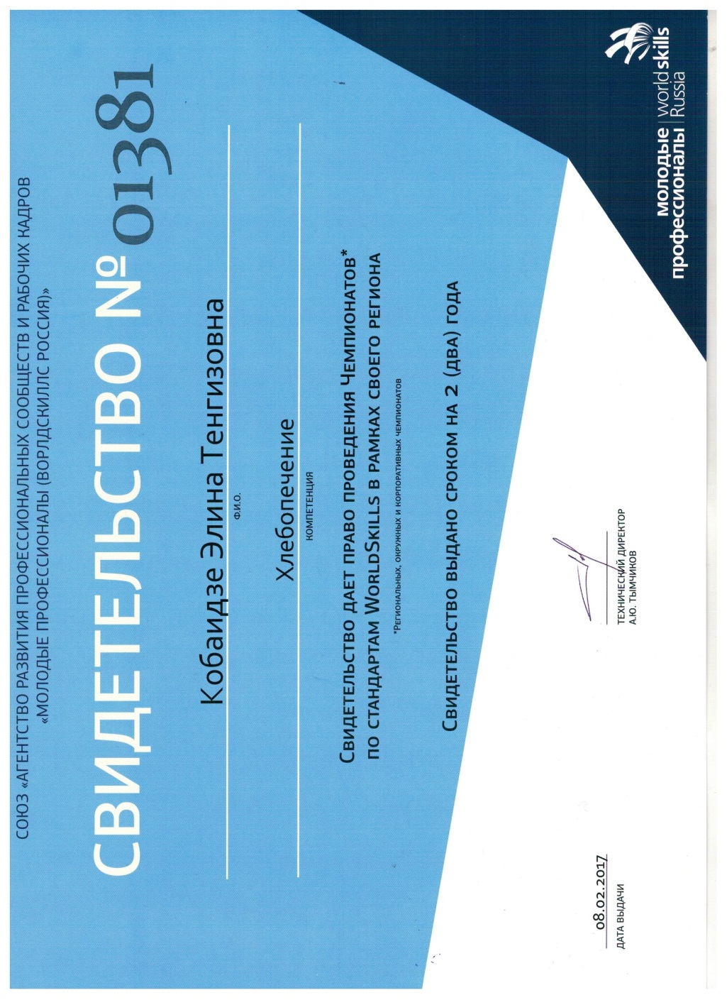 СОЮЗ «АГЕНТСТВО РАЗВИТИЯ ПРОФЕССИОНАЛЬНЫХ СООБЩЕСТВ И РАБОЧИХ КАДРОВ
«МОЛОДЫЕ ПРОФЕССИОНАЛЫ (ВОРЛДСКИЛЛС РОССИЯ)»
СВИДЕТЕЛЬСТВО № 01381
Кобаидзе Элина Тенгизовна
Ф.И.О.
Хлебопечение
КОМПЕТЕНЦИЯ
Свидетельство дает право проведения Чемпионатов*
по стандартам WorldSkills в рамках своего региона
*Региональных, окружных и корпоративных чемпионатов
Свидетельство выдано сроком на 2 (два) года
08.02.2017
ДАТА ВЫДАЧИ
ТЕХНИЧЕСКИЙ ДИРЕКТОР
А.Ю. ТЫМЧИКОВ
молодые
профессионалы
worldskills
Russia